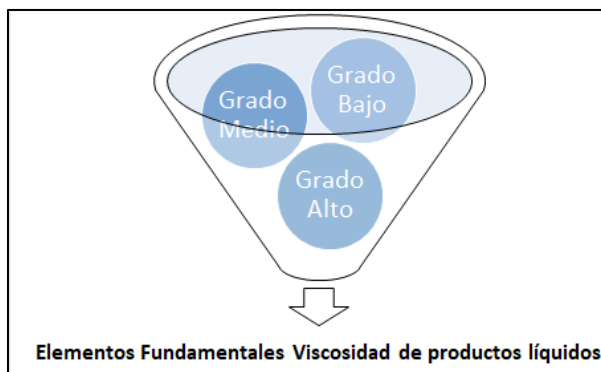 Grado
Bajo
Grado
Medio
Grado
Alto
Elementos Fundamentales Viscosidad de productos líquidos